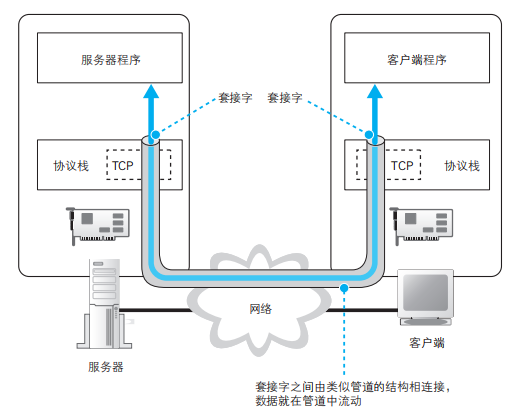 服务器程序
客户端程序
套接字
套接字
协议栈
TCP
TCP
协议栈
网络
服务器
客户端
套接字之间由类似管道的结构相连接，
数据就在管道中流动